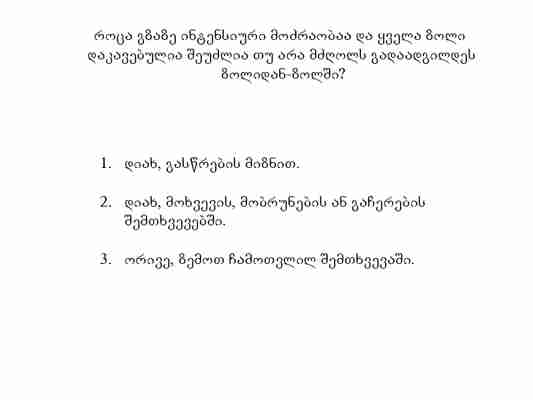 როცა გზაზე ინტენსიური მოძრაობაა და ყველა ზოლი
დაკავებულია შეუძლია თუ არა მძღოლს გადაადგილდეს
ზოლიდან-ზოლში?
1. დიახ, გასწრების მიზნით.
2. დიახ, მოხვევის, მობრუნების ან გაჩერების
შემთხვევებში.
3. ორივე, ზემოთ ჩამოთვლილ შემთხვევაში.